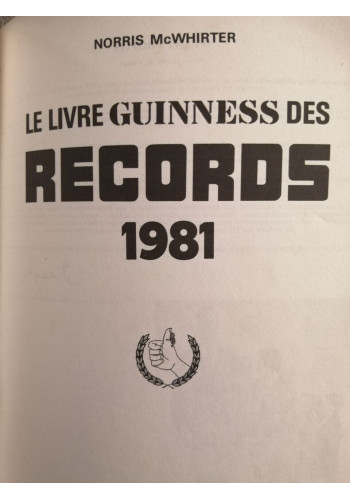 NORRIS McWHIRTER
LE LIVRE GUINNESS DES
RECORDS
1981